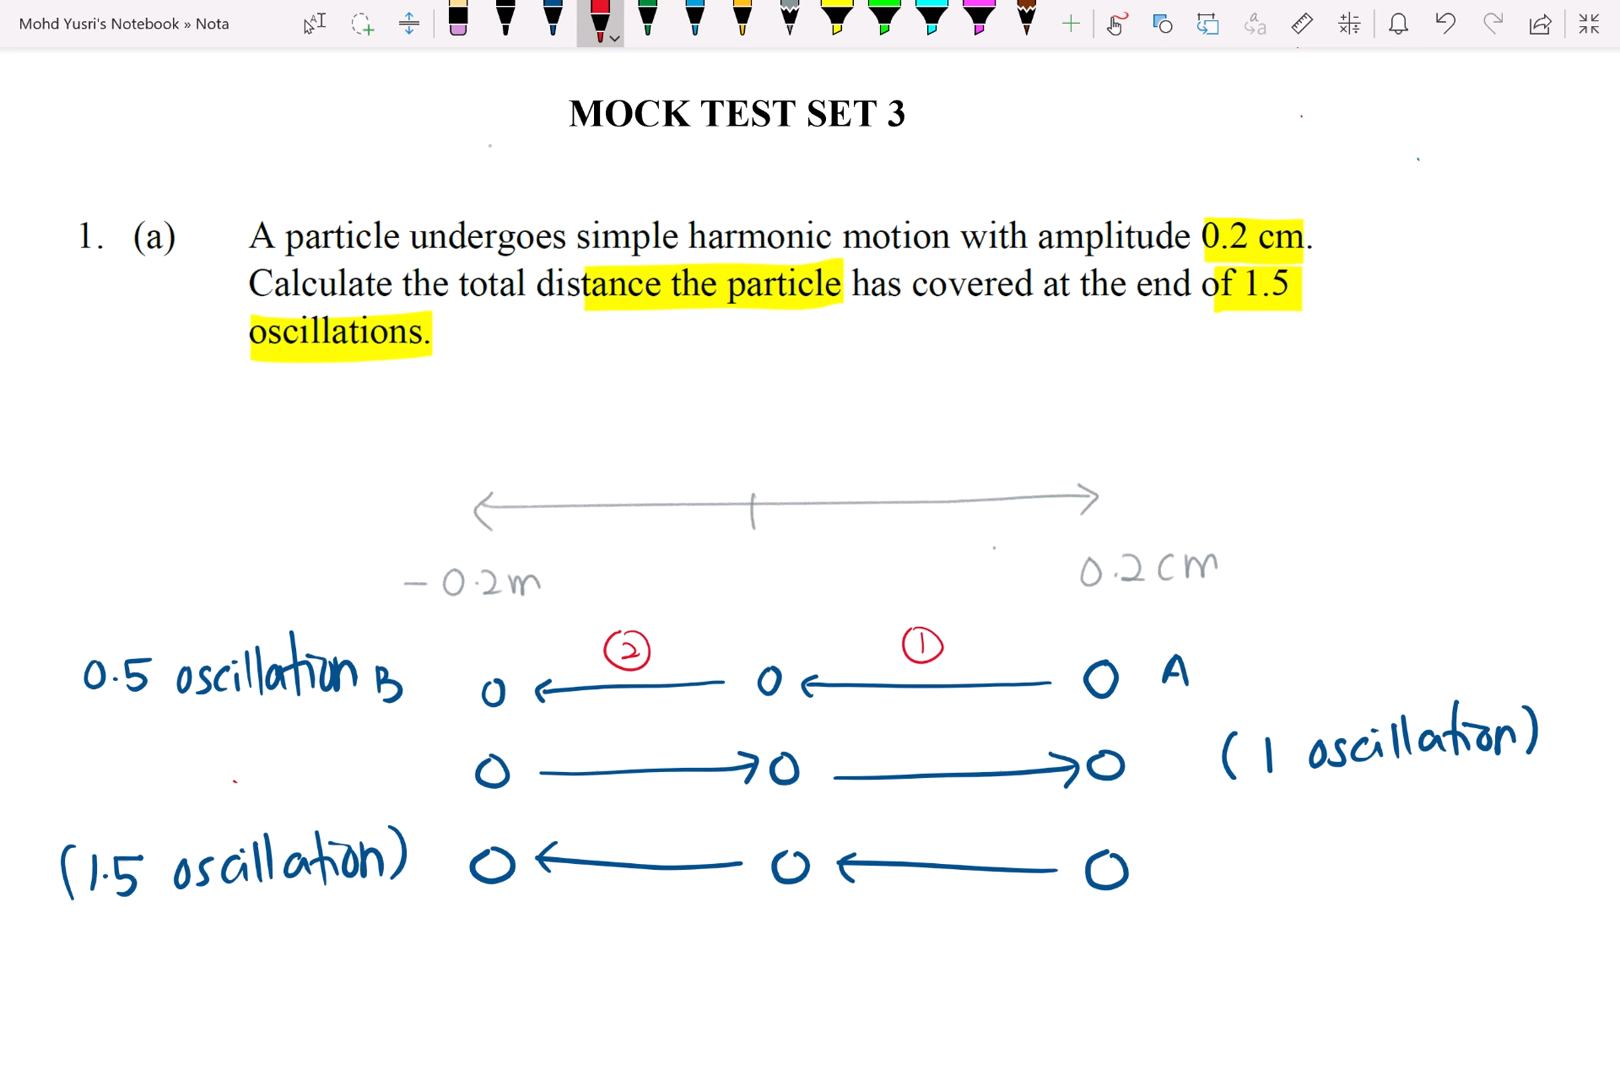 Mohd Yusri's Notebook » Nota
MOCK TEST SET 3
1. (a) A particle undergoes simple harmonic motion with amplitude 0.2 cm.
Calculate the total distance the particle has covered at the end of 1.5
oscillations.
- 0.2m 0.2cm
② ①
0.5 oscillation B A
(1 oscillation)
(1.5 oscillation)